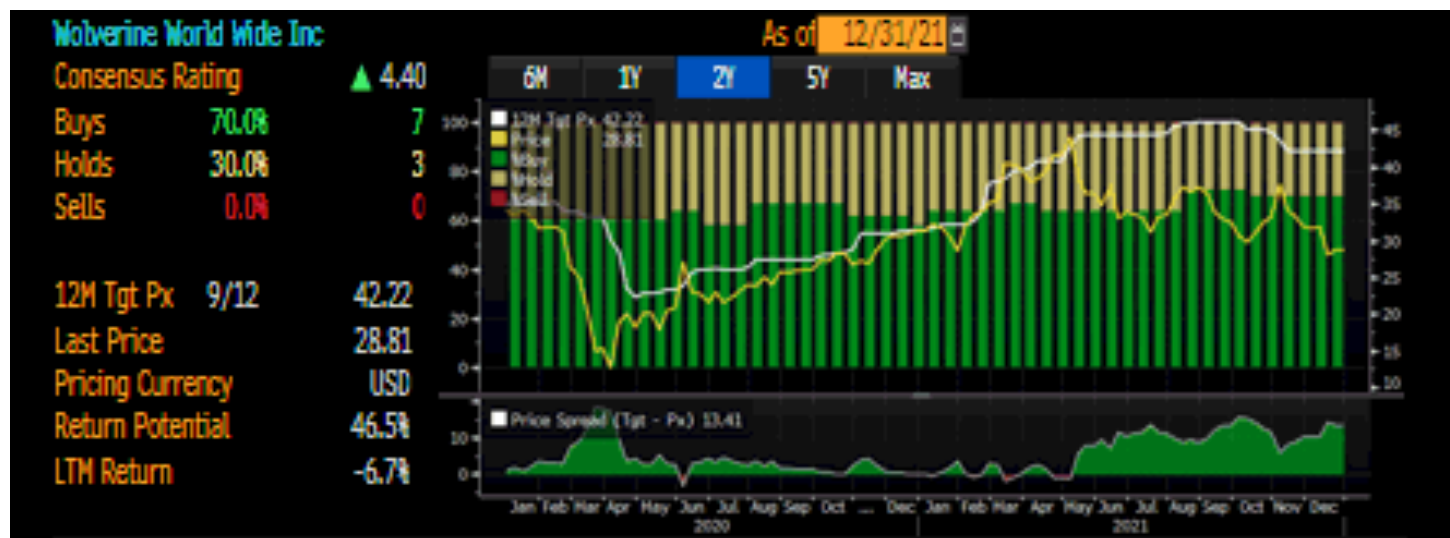 Wolverine World Wide Inc
As of 12/31/21
Consensus Rating ▲ 4.40
6M 1Y 2Y 5Y Max
Buys 70.0% 7
Holds 30.0% 3
Sells 0.0% 0
12M Tgt Px 9/12 42.22
Last Price 28.81
Pricing Currency USD
Return Potential 46.5%
LTM Return -6.7%
12M Tgt Px 42.22
Price 28.81
%Buy
%Hold
%Sell
100
80
60
40
20
0
45
40
35
30
25
20
15
10
Price Spread (Tgt - Px) 13.41
10
0
Jan Feb Mar Apr May Jun Jul Aug Sep Oct ... Dec Jan Feb Mar Apr May Jun Jul Aug Sep Oct Nov Dec
2020 2021